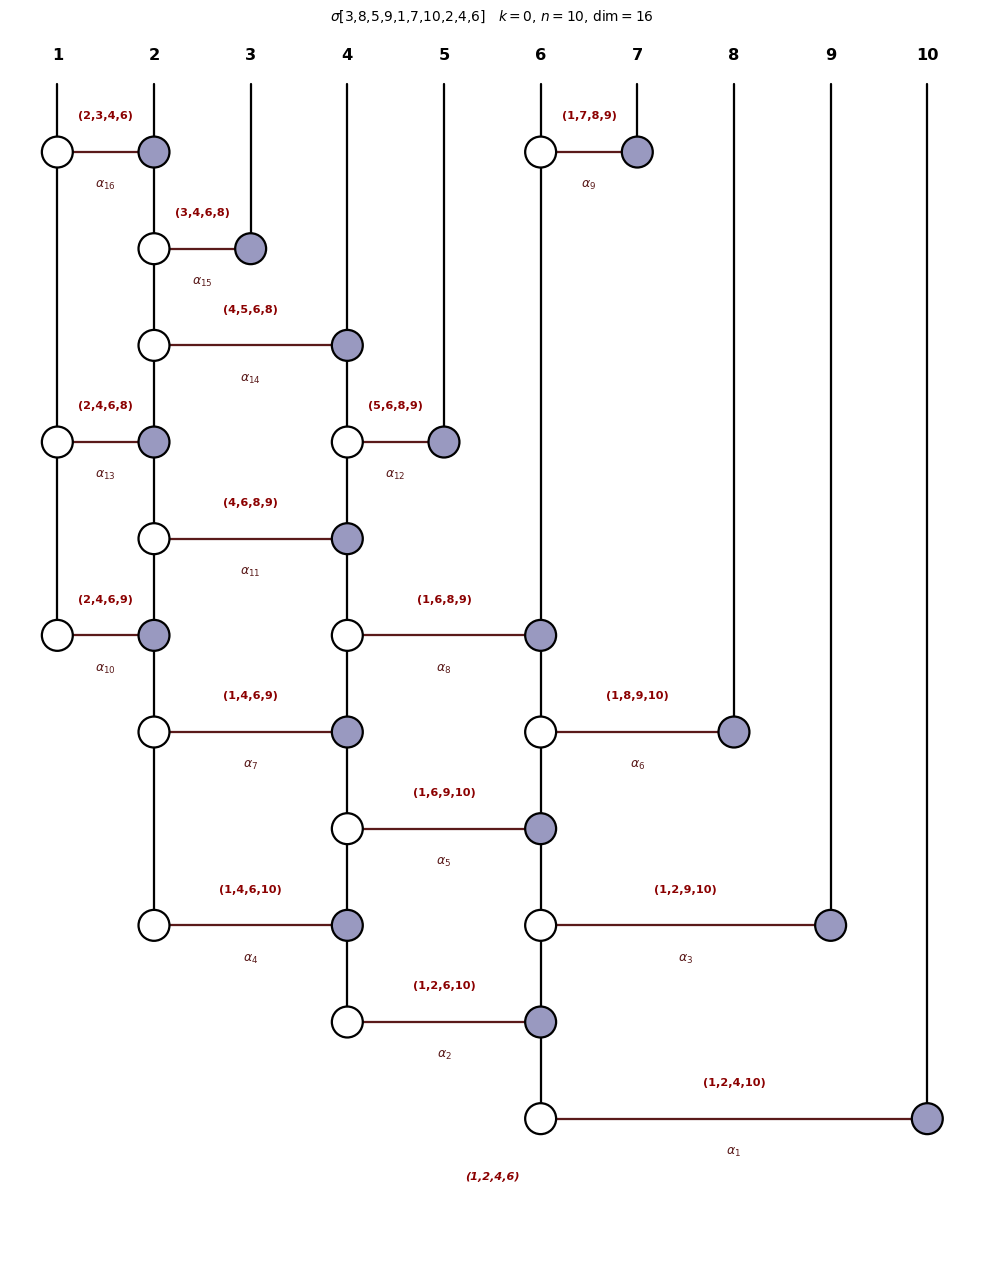 σ[3,8,5,9,1,7,10,2,4,6]   k=0, n=10, dim=16
1 2 3 4 5 6 7 8 9 10
(2,3,4,6) (1,7,8,9)
α₁₆ α₉
(3,4,6,8)
α₁₅
(4,5,6,8)
α₁₄
(2,4,6,8) (5,6,8,9)
α₁₃ α₁₂
(4,6,8,9)
α₁₁
(2,4,6,9) (1,6,8,9)
α₁₀ α₈
(1,4,6,9) (1,8,9,10)
α₇ α₆
(1,6,9,10)
α₅
(1,4,6,10) (1,2,9,10)
α₄ α₃
(1,2,6,10)
α₂
(1,2,4,10)
α₁
(1,2,4,6)